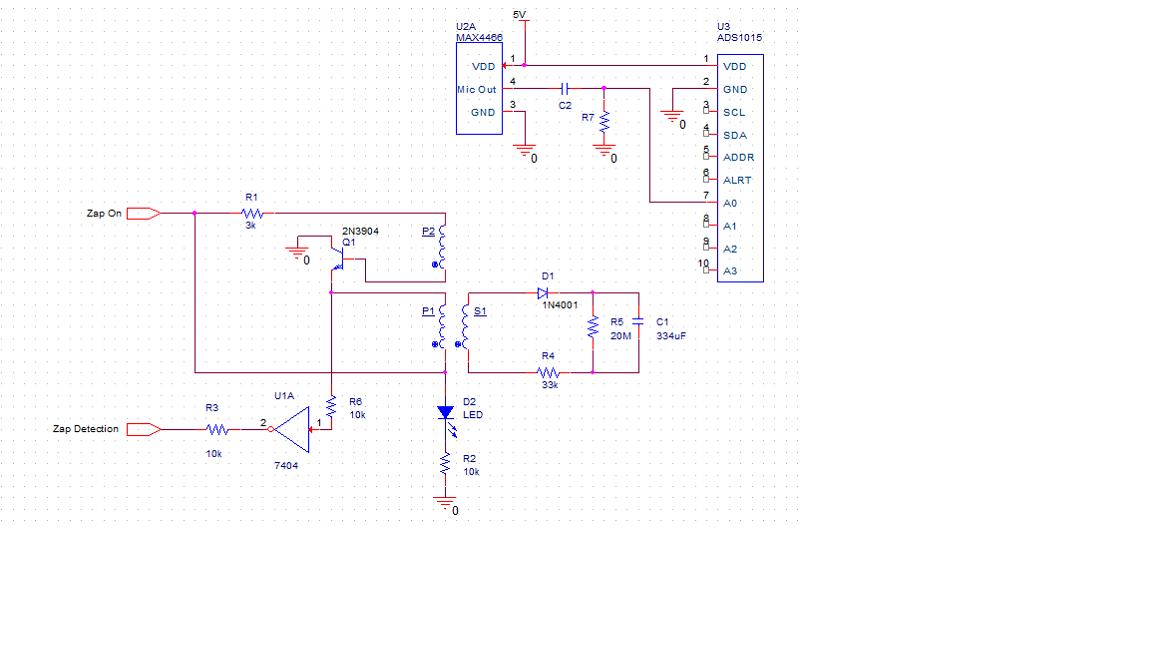 5V
U2A
MAX4466
U3
ADS1015
VDD
1
1
VDD
Mic Out
4
2
GND
C2
GND
3
3
SCL
R7
0
0
0
4
SDA
5
ADDR
6
ALRT
7
A0
8
A1
9
A2
10
A3
R1
Zap On
3k
2N3904
Q1
P2
0
D1
1N4001
P1
S1
R5
20M
C1
334uF
R4
33k
U1A
R6
10k
D2
LED
R3
2
1
Zap Detection
10k
7404
R2
10k
0